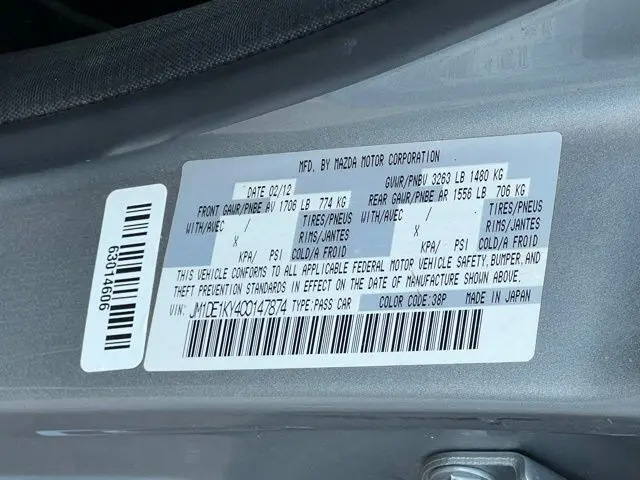 MFD. BY MAZDA MOTOR CORPORATION
DATE 02/12 GVWR/PNBV 3263 LB 1480 KG
FRONT GAWR/PNBE AV 1706 LB 774 KG REAR GAWR/PNBE AR 1556 LB 706 KG
WITH/AVEC / TIRES/PNEUS WITH/AVEC / TIRES/PNEUS
X RIMS/JANTES X RIMS/JANTES
KPA/ PSI COLD/A FROID KPA/ PSI COLD/A FROID
THIS VEHICLE CONFORMS TO ALL APPLICABLE FEDERAL MOTOR VEHICLE SAFETY, BUMPER, AND
THEFT PREVENTION STANDARDS IN EFFECT ON THE DATE OF MANUFACTURE SHOWN ABOVE.
VIN: JM1DE1KY4C0147874 TYPE: PASS CAR COLOR CODE: 38P MADE IN JAPAN
63014606